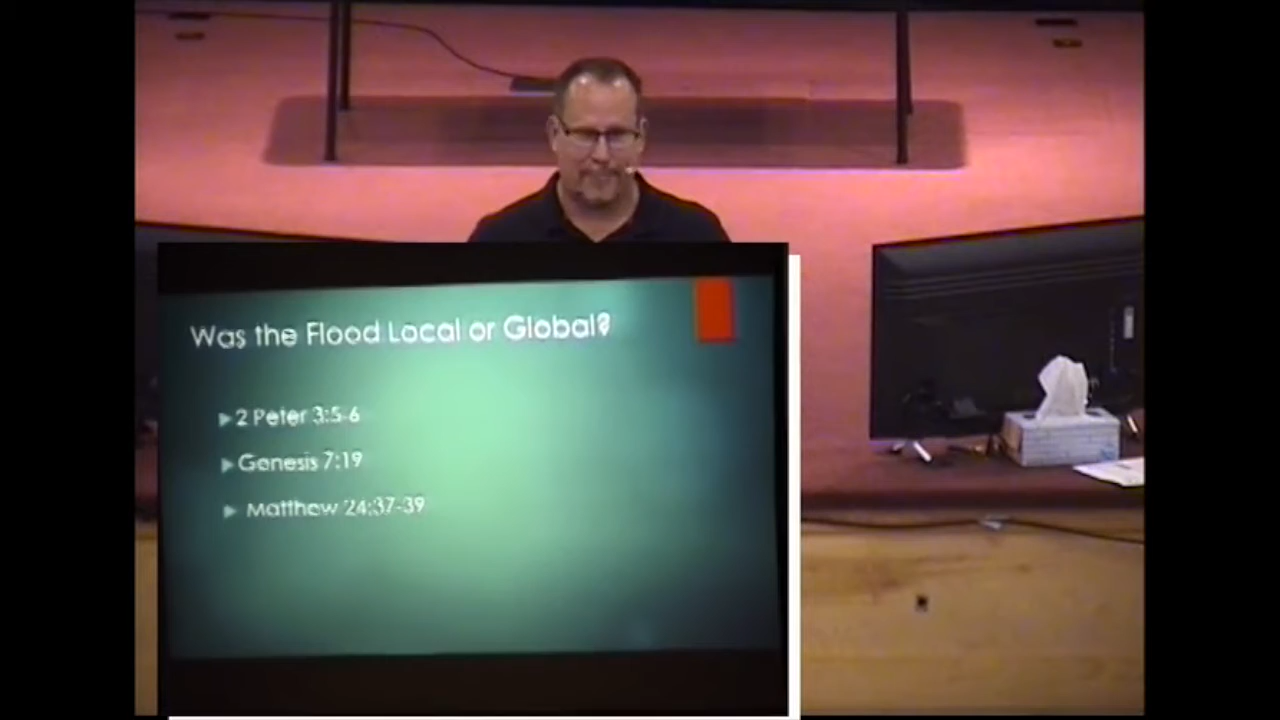 Was the Flood Local or Global?
2 Peter 3:5-6
Genesis 7:19
Matthew 24:37-39